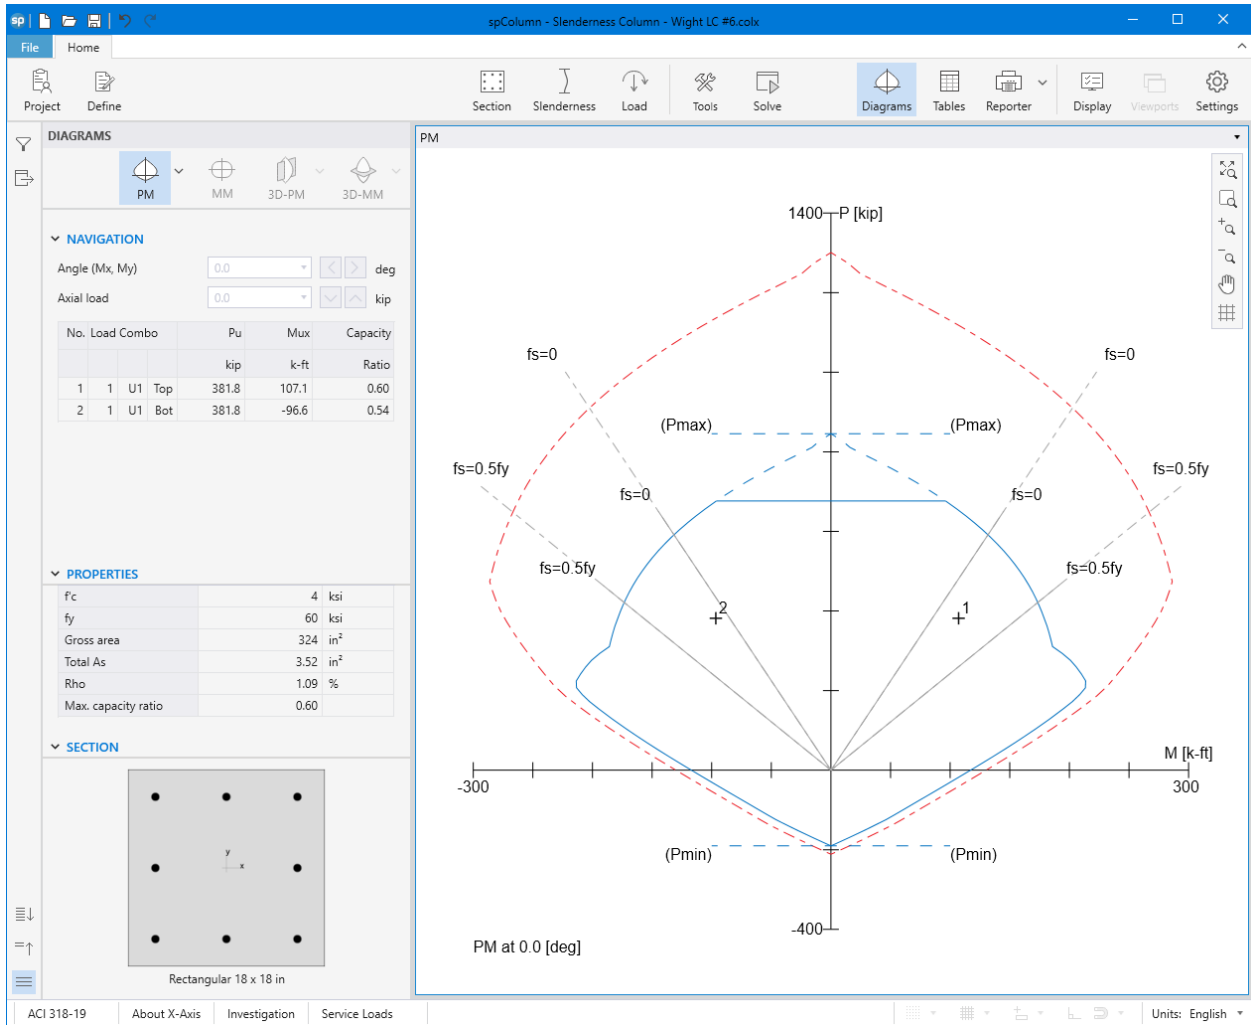 sp
spColumn - Slenderness Column - Wight LC #6.colx
File Home
Project Define Section Slenderness Load Tools Solve Diagrams Tables Reporter Display Viewports Settings
DIAGRAMS
PM MM 3D-PM 3D-MM
NAVIGATION
Angle (Mx, My) 0.0 deg
Axial load 0.0 kip
No. Load Combo Pu Mux Capacity
kip k-ft Ratio
1 1 U1 Top 381.8 107.1 0.60
2 1 U1 Bot 381.8 -96.6 0.54
PROPERTIES
f'c 4 ksi
fy 60 ksi
Gross area 324 in²
Total As 3.52 in²
Rho 1.09 %
Max. capacity ratio 0.60
SECTION
y
x
Rectangular 18 x 18 in
PM
1400 P [kip]
fs=0 fs=0
(Pmax) (Pmax)
fs=0.5fy fs=0.5fy
fs=0 fs=0
fs=0.5fy fs=0.5fy
2 1
M [k-ft]
-300 300
(Pmin) (Pmin)
-400
PM at 0.0 [deg]
ACI 318-19 About X-Axis Investigation Service Loads Units: English